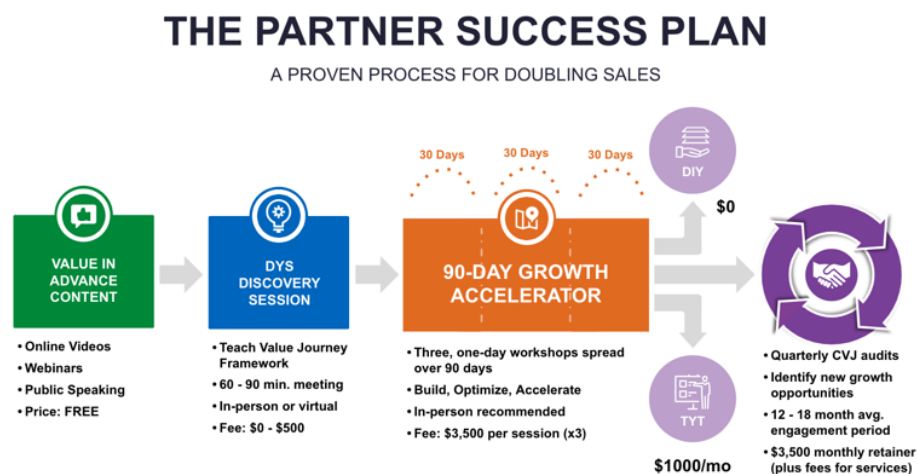 THE PARTNER SUCCESS PLAN
A PROVEN PROCESS FOR DOUBLING SALES
VALUE IN
ADVANCE
CONTENT
• Online Videos
• Webinars
• Public Speaking
• Price: FREE
DYS
DISCOVERY
SESSION
• Teach Value Journey
Framework
• 60 - 90 min. meeting
• In-person or virtual
• Fee: $0 - $500
30 Days
30 Days
30 Days
90-DAY GROWTH
ACCELERATOR
• Three, one-day workshops spread
over 90 days
• Build, Optimize, Accelerate
• In-person recommended
• Fee: $3,500 per session (x3)
DIY
$0
TYT
$1000/mo
• Quarterly CVJ audits
• Identify new growth
opportunities
• 12 - 18 month avg.
engagement period
• $3,500 monthly retainer
(plus fees for services)